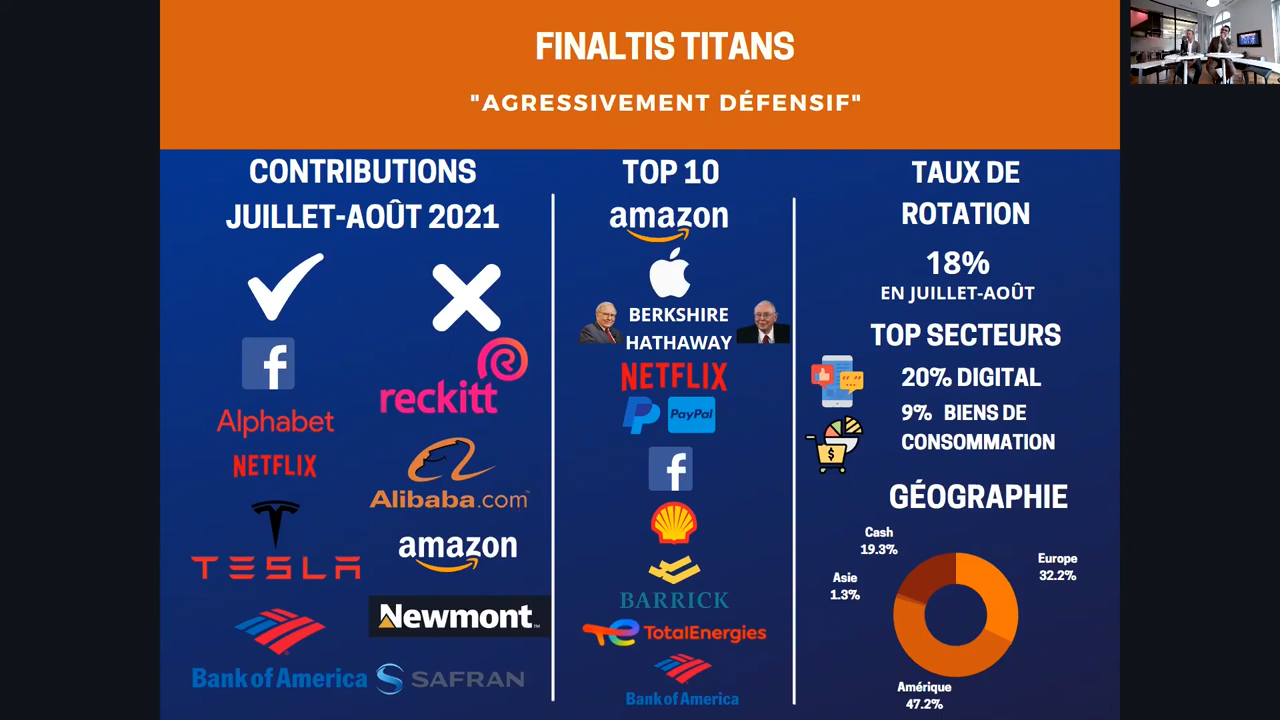 FINALTIS TITANS
"AGRESSIVEMENT DÉFENSIF"
CONTRIBUTIONS
JUILLET-AOÛT 2021
f
Alphabet
NETFLIX
TESLA
Bank of America
reckitt
Alibaba.com™
amazon
Newmont™
SAFRAN
TOP 10
amazon
BERKSHIRE
HATHAWAY
NETFLIX
PayPal
f
BARRICK
TotalEnergies
Bank of America
TAUX DE
ROTATION
18%
EN JUILLET-AOÛT
TOP SECTEURS
20% DIGITAL
9% BIENS DE
CONSOMMATION
$
GÉOGRAPHIE
Cash
19.3%
Europe
32.2%
Asie
1.3%
Amérique
47.2%